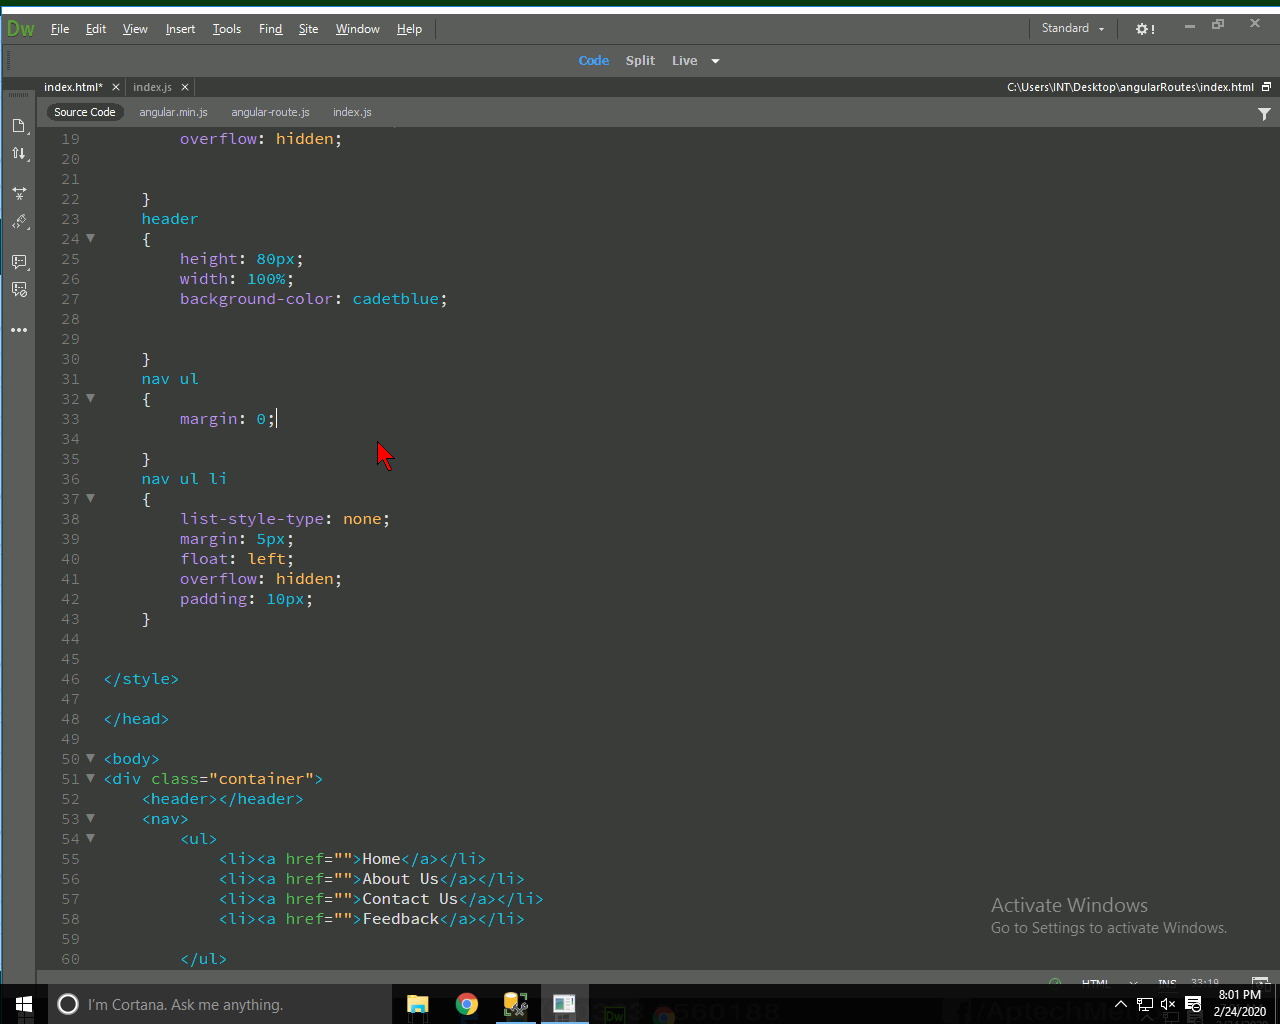 Dw File Edit View Insert Tools Find Site Window Help Standard !
Code Split Live
index.html* index.js C:\Users\INT\Desktop\angularRoutes\index.html
Source Code angular.min.js angular-route.js index.js
19 overflow: hidden;
20
21
22 }
23 header
24 {
25 height: 80px;
26 width: 100%;
27 background-color: cadetblue;
28
29
30 }
31 nav ul
32 {
33 margin: 0;
34
35 }
36 nav ul li
37 {
38 list-style-type: none;
39 margin: 5px;
40 float: left;
41 overflow: hidden;
42 padding: 10px;
43 }
44
45
46 </style>
47
48 </head>
49
50 <body>
51 <div class="container">
52 <header></header>
53 <nav>
54 <ul>
55 <li><a href="">Home</a></li>
56 <li><a href="">About Us</a></li>
57 <li><a href="">Contact Us</a></li>
58 <li><a href="">Feedback</a></li>
59
60 </ul>
Activate Windows
Go to Settings to activate Windows.
HTML INS 33:19
I'm Cortana. Ask me anything.
8:01 PM
2/24/2020